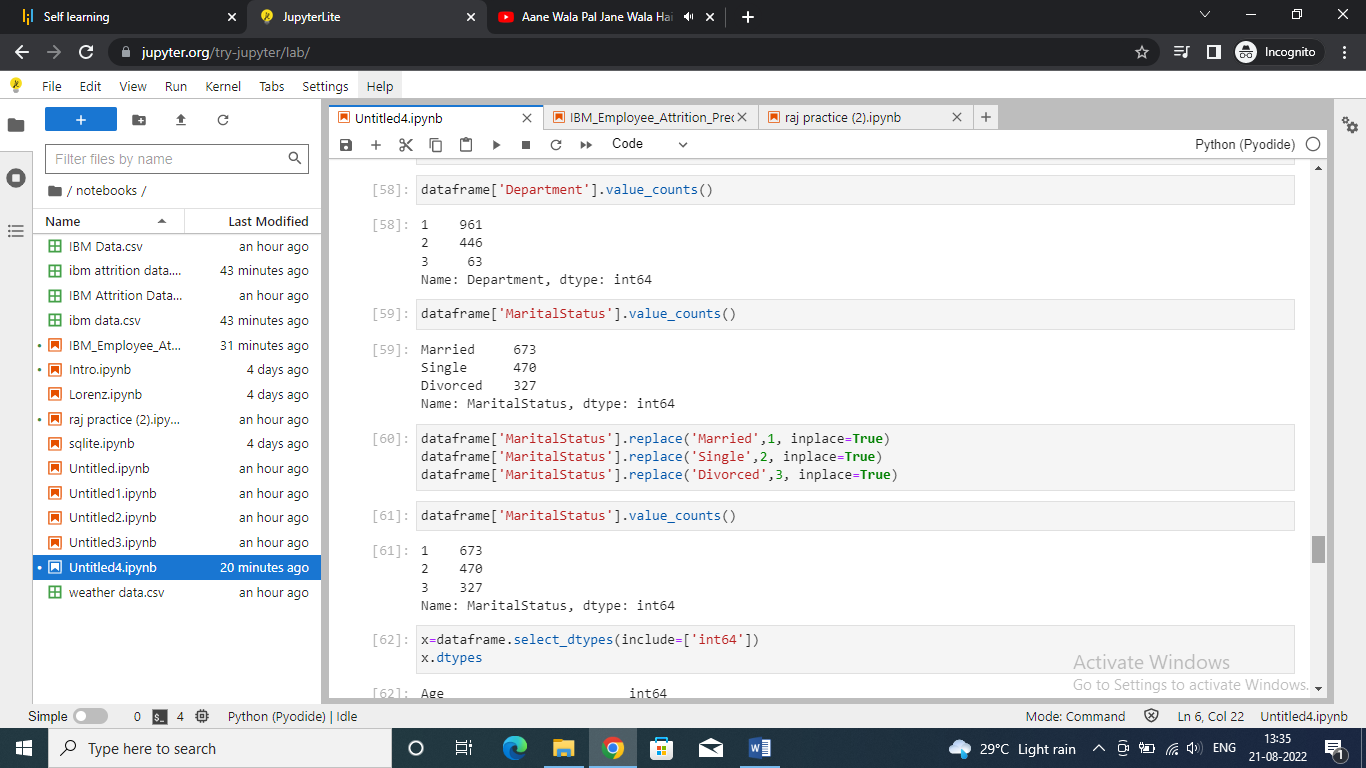 Self learning
JupyterLite
Aane Wala Pal Jane Wala Hai
jupyter.org/try-jupyter/lab/
Incognito
File Edit View Run Kernel Tabs Settings Help
Filter files by name
/ notebooks /
Name Last Modified
IBM Data.csv an hour ago
ibm attrition data.... 43 minutes ago
IBM Attrition Data... an hour ago
ibm data.csv 43 minutes ago
IBM_Employee_At... 31 minutes ago
Intro.ipynb 4 days ago
Lorenz.ipynb 4 days ago
raj practice (2).ipy... an hour ago
sqlite.ipynb 4 days ago
Untitled.ipynb an hour ago
Untitled1.ipynb an hour ago
Untitled2.ipynb an hour ago
Untitled3.ipynb an hour ago
Untitled4.ipynb 20 minutes ago
weather data.csv an hour ago
Untitled4.ipynb
IBM_Employee_Attrition_Prec
raj practice (2).ipynb
Code
Python (Pyodide)
[58]: dataframe['Department'].value_counts()
[58]: 1 961
2 446
3 63
Name: Department, dtype: int64
[59]: dataframe['MaritalStatus'].value_counts()
[59]: Married 673
Single 470
Divorced 327
Name: MaritalStatus, dtype: int64
[60]: dataframe['MaritalStatus'].replace('Married',1, inplace=True)
dataframe['MaritalStatus'].replace('Single',2, inplace=True)
dataframe['MaritalStatus'].replace('Divorced',3, inplace=True)
[61]: dataframe['MaritalStatus'].value_counts()
[61]: 1 673
2 470
3 327
Name: MaritalStatus, dtype: int64
[62]: x=dataframe.select_dtypes(include=['int64'])
x.dtypes
[62]: Age int64
Activate Windows
Go to Settings to activate Windows.
Simple 0 4 Python (Pyodide) | Idle
Mode: Command Ln 6, Col 22 Untitled4.ipynb
Type here to search
29°C Light rain
ENG
13:35
21-08-2022
1